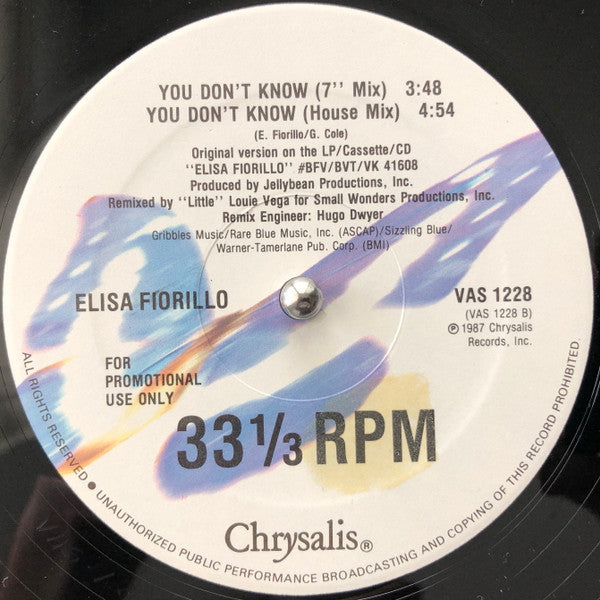 YOU DON'T KNOW (7'' Mix) 3:48
YOU DON'T KNOW (House Mix) 4:54
(E. Fiorillo/G. Cole)
Original version on the LP/Cassette/CD
"ELISA FIORILLO" #BFV/BVT/VK 41608
Produced by Jellybean Productions, Inc.
Remixed by "Little" Louie Vega for Small Wonders Productions, Inc.
Remix Engineer: Hugo Dwyer
Gribbles Music/Rare Blue Music, Inc. (ASCAP)/Sizzling Blue/
Warner-Tamerlane Pub. Corp. (BMI)
ELISA FIORILLO
VAS 1228
(VAS 1228 B)
℗ 1987 Chrysalis
Records, Inc.
FOR
PROMOTIONAL
USE ONLY
33 1/3 RPM
Chrysalis®
ALL RIGHTS RESERVED ● UNAUTHORIZED PUBLIC PERFORMANCE BROADCASTING AND COPYING OF THIS RECORD PROHIBITED.